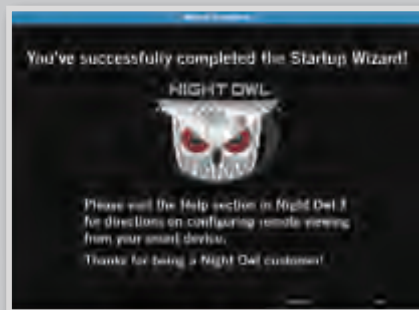 You've successfully completed the Startup Wizard!
NIGHT OWL
Please visit the Help section in Night Owl X
for directions on configuring remote viewing
from your smart device.
Thanks for being a Night Owl customer!